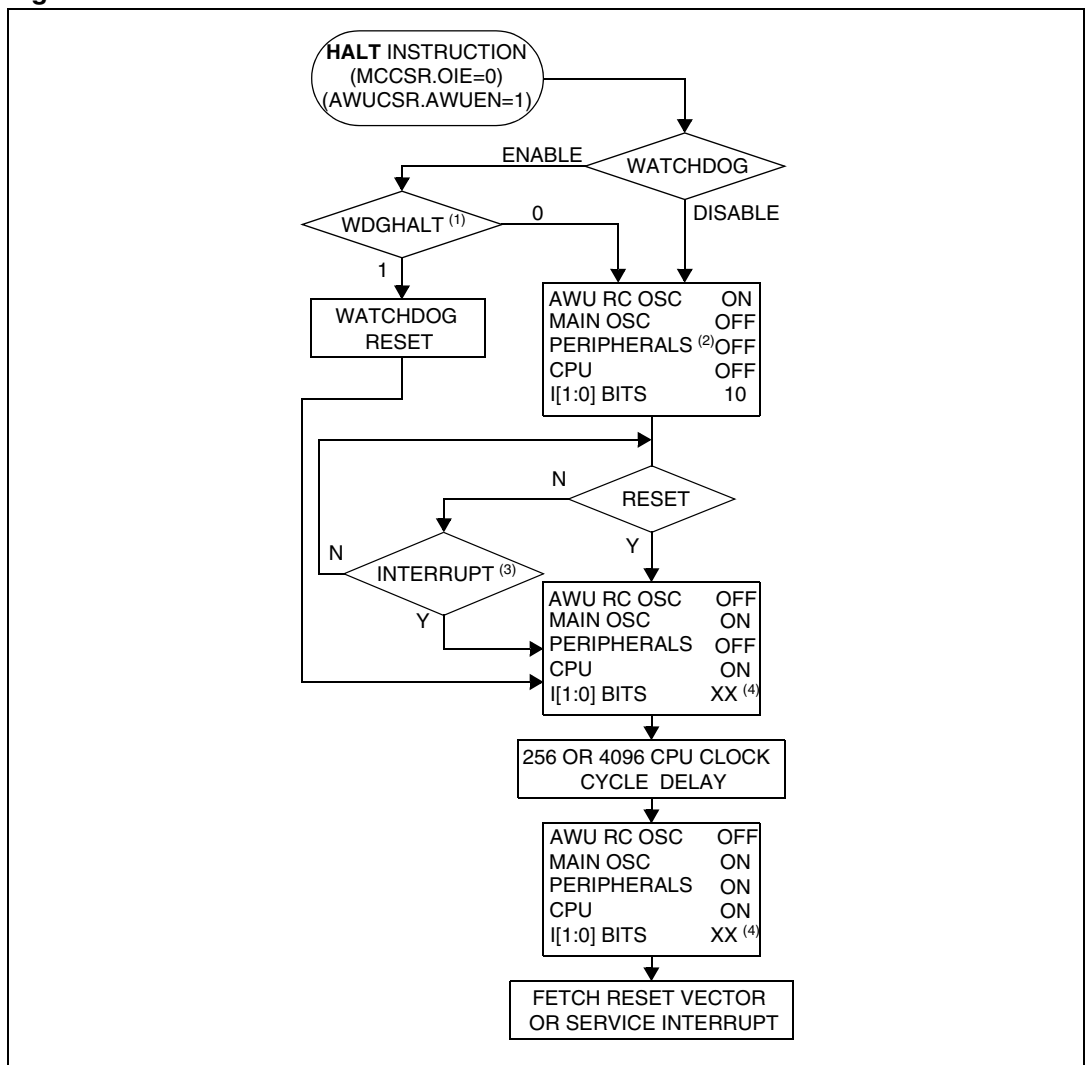 HALT INSTRUCTION
(MCCSR.OIE=0)
(AWUCSR.AWUEN=1)
WATCHDOG
ENABLE
DISABLE
WDGHALT (1)
0
1
WATCHDOG
RESET
AWU RC OSC ON
MAIN OSC OFF
PERIPHERALS (2) OFF
CPU OFF
I[1:0] BITS 10
RESET
N
Y
INTERRUPT (3)
N
Y
AWU RC OSC OFF
MAIN OSC ON
PERIPHERALS OFF
CPU ON
I[1:0] BITS XX (4)
256 OR 4096 CPU CLOCK
CYCLE DELAY
AWU RC OSC OFF
MAIN OSC ON
PERIPHERALS ON
CPU ON
I[1:0] BITS XX (4)
FETCH RESET VECTOR
OR SERVICE INTERRUPT